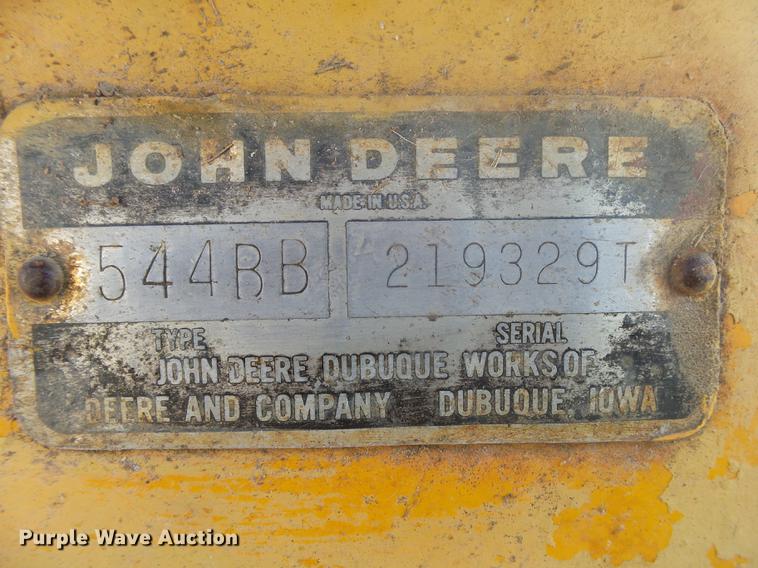 JOHN DEERE
MADE IN U.S.A.
544BB 219329T
TYPE SERIAL
JOHN DEERE DUBUQUE WORKS OF
DEERE AND COMPANY DUBUQUE, IOWA
Purple Wave Auction